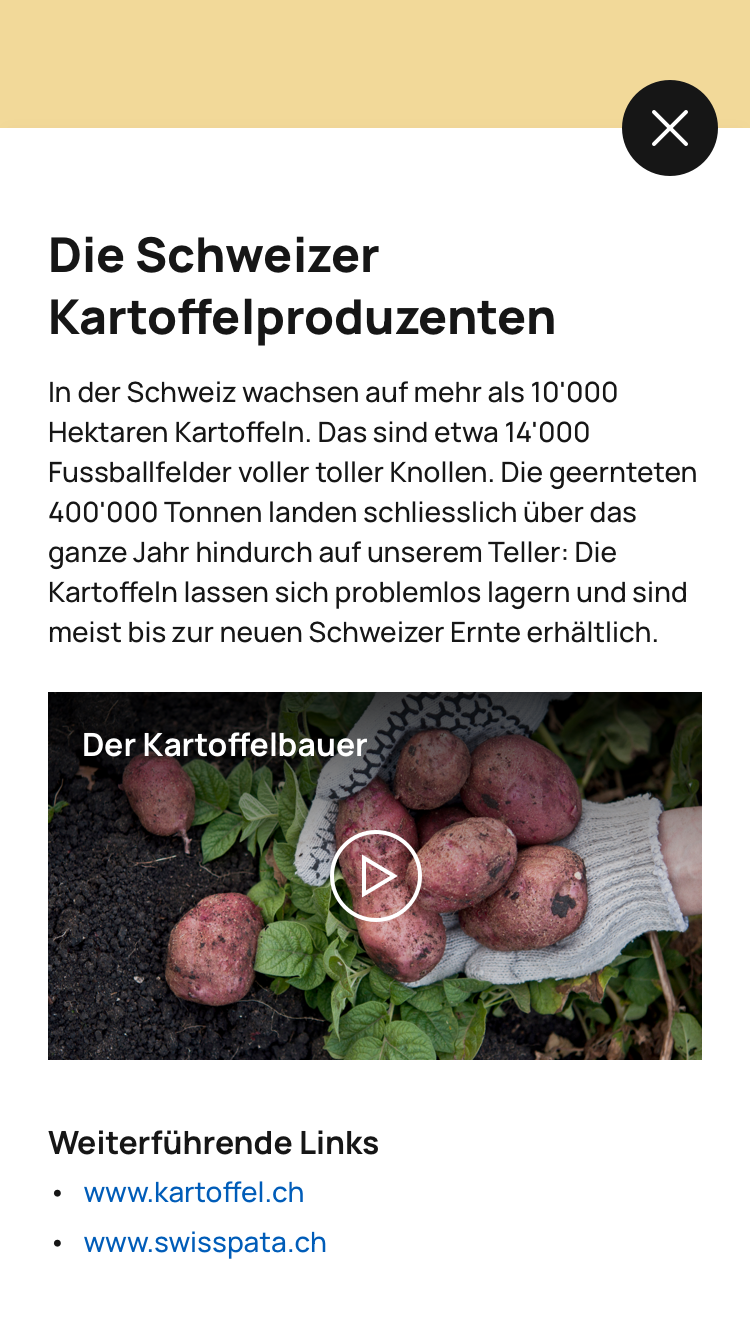 Die Schweizer
Kartoffelproduzenten
In der Schweiz wachsen auf mehr als 10'000
Hektaren Kartoffeln. Das sind etwa 14'000
Fussballfelder voller toller Knollen. Die geernteten
400'000 Tonnen landen schliesslich über das
ganze Jahr hindurch auf unserem Teller: Die
Kartoffeln lassen sich problemlos lagern und sind
meist bis zur neuen Schweizer Ernte erhältlich.
Der Kartoffelbauer
Weiterführende Links
• www.kartoffel.ch
• www.swisspata.ch